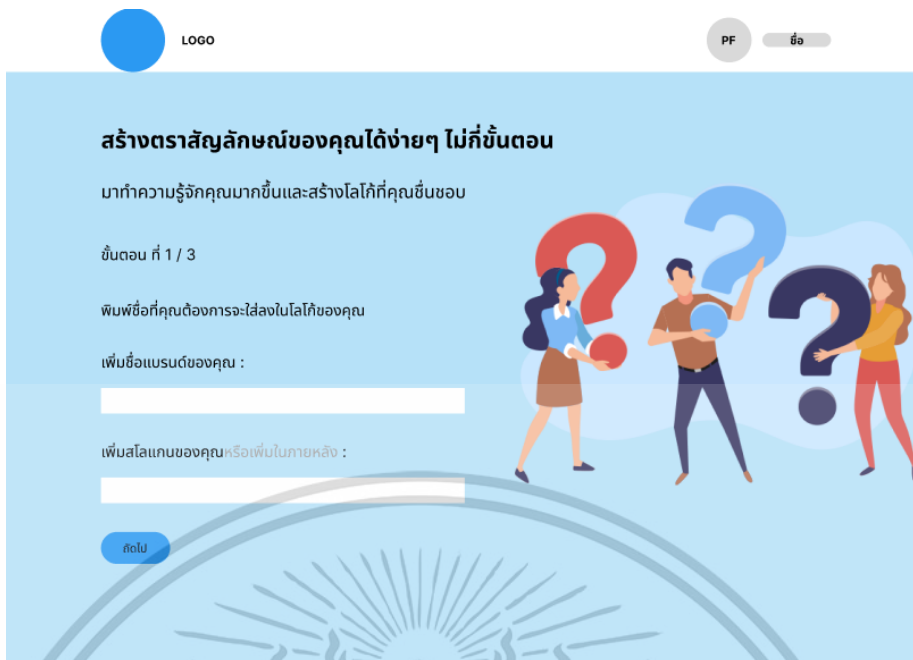 LOGO
PF ชื่อ
สร้างตราสัญลักษณ์ของคุณได้ง่ายๆ ไม่กี่ขั้นตอน
มาทำความรู้จักคุณมากขึ้นและสร้างโลโก้ที่คุณชื่นชอบ
ขั้นตอน ที่ 1 / 3
พิมพ์ชื่อที่คุณต้องการจะใส่ลงในโลโก้ของคุณ
เพิ่มชื่อแบรนด์ของคุณ :
เพิ่มสโลแกนของคุณหรือเพิ่มในภายหลัง :
ถัดไป